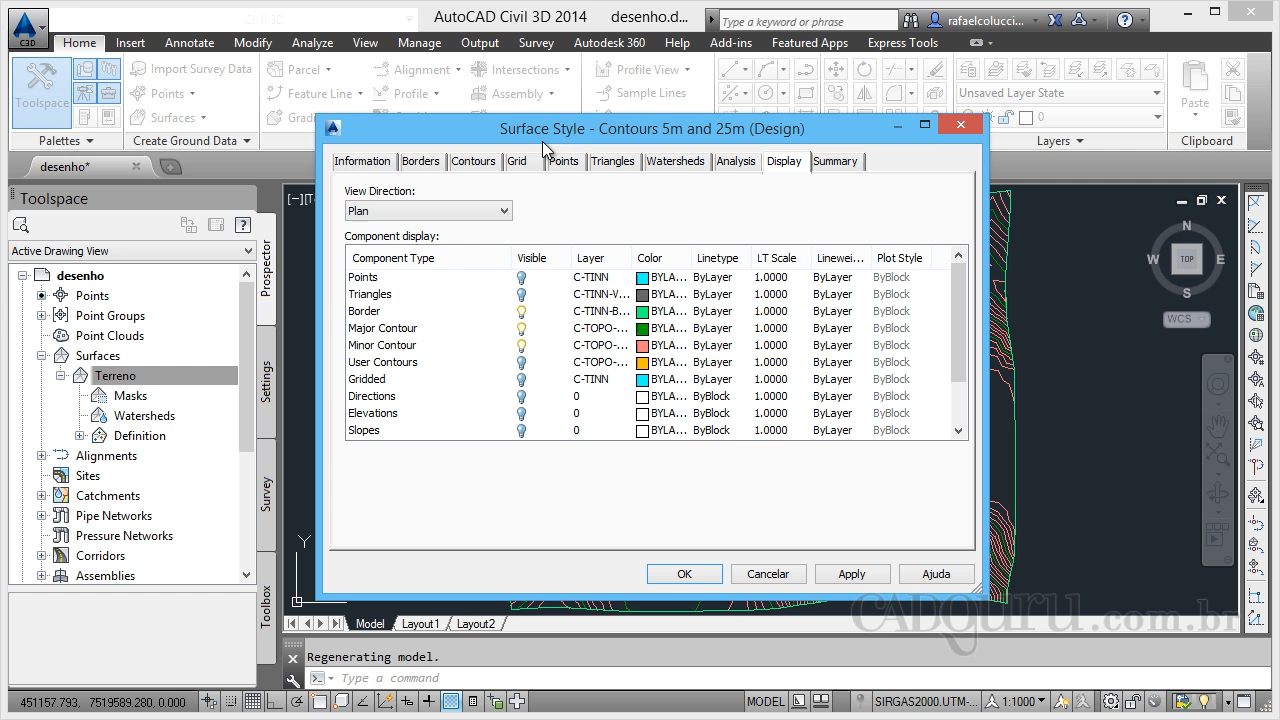 Civil 3D
AutoCAD Civil 3D 2014 desenho.d...
Type a keyword or phrase
rafaelcolucci...
C3D
Home Insert Annotate Modify Analyze View Manage Output Survey Autodesk 360 Help Add-ins Featured Apps Express Tools
Toolspace
Import Survey Data
Points
Surfaces
Parcel
Feature Line
Alignment
Profile
Intersections
Assembly
Profile View
Sample Lines
Unsaved Layer State
0
Paste
Palettes
Create Ground Data
Layers
Clipboard
desenho*
Toolspace
Active Drawing View
desenho
Points
Point Groups
Point Clouds
Surfaces
Terreno
Masks
Watersheds
Definition
Alignments
Sites
Catchments
Pipe Networks
Pressure Networks
Corridors
Assemblies
Prospector
Settings
Survey
Toolbox
Surface Style - Contours 5m and 25m (Design)
Information Borders Contours Grid Points Triangles Watersheds Analysis Display Summary
View Direction:
Plan
Component display:
Component Type Visible Layer Color Linetype LT Scale Linewei... Plot Style
Points C-TINN BYLA... ByLayer 1.0000 ByLayer ByBlock
Triangles C-TINN-V... BYLA... ByLayer 1.0000 ByLayer ByBlock
Border C-TINN-B... BYLA... ByLayer 1.0000 ByLayer ByBlock
Major Contour C-TOPO-... BYLA... ByLayer 1.0000 ByLayer ByBlock
Minor Contour C-TOPO-... BYLA... ByLayer 1.0000 ByLayer ByBlock
User Contours C-TOPO-... BYLA... ByLayer 1.0000 ByLayer ByBlock
Gridded C-TINN BYLA... ByLayer 1.0000 ByLayer ByBlock
Directions 0 BYLA... ByBlock 1.0000 ByLayer ByBlock
Elevations 0 BYLA... ByBlock 1.0000 ByLayer ByBlock
Slopes 0 BYLA... ByBlock 1.0000 ByLayer ByBlock
OK Cancelar Apply Ajuda
N
W TOP E
S
WCS
Y
CADGuru.com.br
Model Layout1 Layout2
Regenerating model.
Type a command
451157.793, 7519589.280, 0.000
MODEL
SIRGAS2000.UTM-...
1:1000